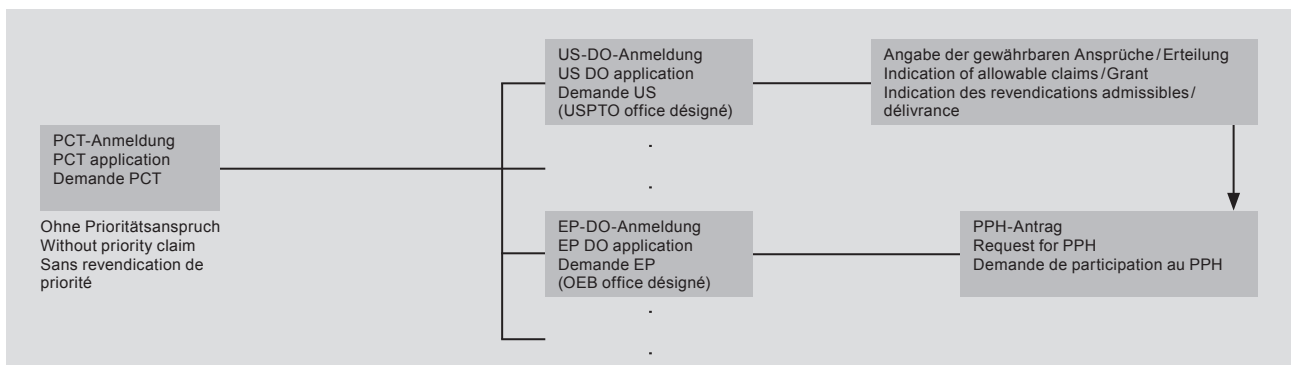 PCT-Anmeldung
PCT application
Demande PCT
Ohne Prioritätsanspruch
Without priority claim
Sans revendication de
priorité
US-DO-Anmeldung
US DO application
Demande US
(USPTO office désigné)
.
.
EP-DO-Anmeldung
EP DO application
Demande EP
(OEB office désigné)
.
.
Angabe der gewährbaren Ansprüche / Erteilung
Indication of allowable claims / Grant
Indication des revendications admissibles /
délivrance
PPH-Antrag
Request for PPH
Demande de participation au PPH